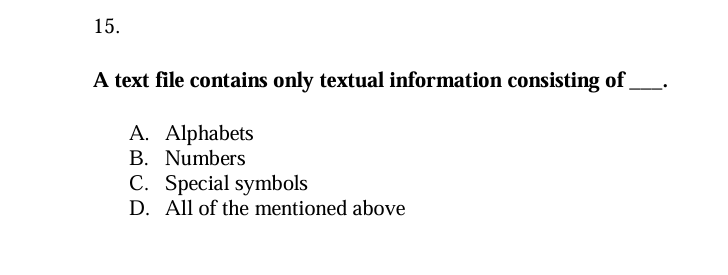 15.
A text file contains only textual information consisting of ___.
A. Alphabets
B. Numbers
C. Special symbols
D. All of the mentioned above